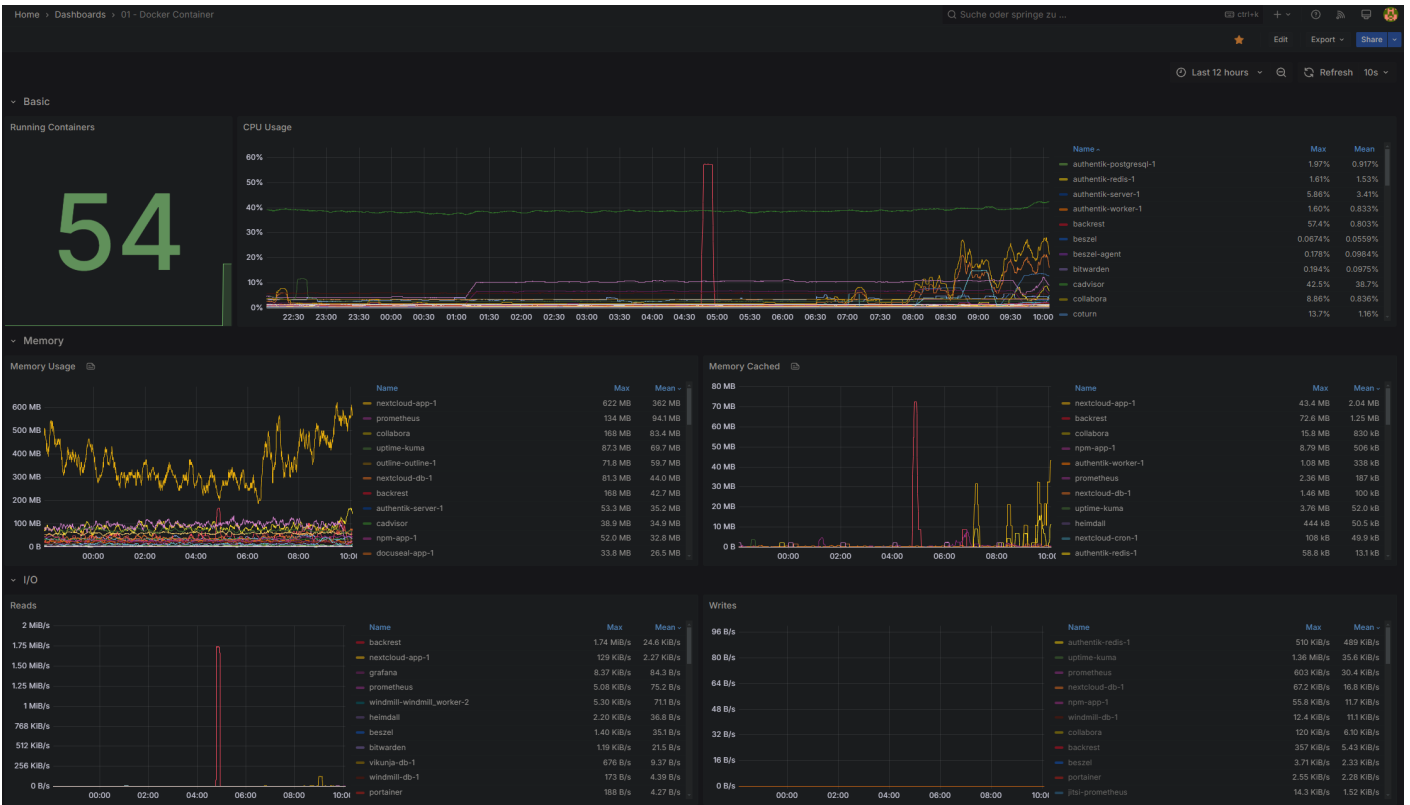 Home › Dashboards › 01 - Docker Container
Suche oder springe zu ...
ctrl+k
Edit
Export
Share
Last 12 hours
Refresh 10s
Basic
Running Containers
54
CPU Usage
60%
50%
40%
30%
20%
10%
0%
22:30 23:00 23:30 00:00 00:30 01:00 01:30 02:00 02:30 03:00 03:30 04:00 04:30 05:00 05:30 06:00 06:30 07:00 07:30 08:00 08:30 09:00 09:30 10:00
Name Max Mean
authentik-postgresql-1 1.97% 0.917%
authentik-redis-1 1.61% 1.53%
authentik-server-1 5.86% 3.41%
authentik-worker-1 1.60% 0.833%
backrest 57.4% 0.803%
beszel 0.0674% 0.0559%
beszel-agent 0.178% 0.0984%
bitwarden 0.194% 0.0975%
cadvisor 42.5% 38.7%
collabora 8.86% 0.836%
coturn 13.7% 1.16%
Memory
Memory Usage
600 MB
500 MB
400 MB
300 MB
200 MB
100 MB
0 B
00:00 02:00 04:00 06:00 08:00 10:0
Name Max Mean
nextcloud-app-1 622 MB 362 MB
prometheus 134 MB 94.1 MB
collabora 168 MB 83.4 MB
uptime-kuma 87.3 MB 69.7 MB
outline-outline-1 71.8 MB 59.7 MB
nextcloud-db-1 81.3 MB 44.0 MB
backrest 168 MB 42.7 MB
authentik-server-1 53.3 MB 35.2 MB
cadvisor 38.9 MB 34.9 MB
npm-app-1 52.0 MB 32.8 MB
docuseal-app-1 33.8 MB 26.5 MB
Memory Cached
80 MB
70 MB
60 MB
50 MB
40 MB
30 MB
20 MB
10 MB
0 B
00:00 02:00 04:00 06:00 08:00 10:0
Name Max Mean
nextcloud-app-1 43.4 MB 2.04 MB
backrest 72.6 MB 1.25 MB
collabora 15.8 MB 830 kB
npm-app-1 8.79 MB 506 kB
authentik-worker-1 1.08 MB 338 kB
prometheus 2.36 MB 187 kB
nextcloud-db-1 1.46 MB 100 kB
uptime-kuma 3.76 MB 52.0 kB
heimdall 444 kB 50.5 kB
nextcloud-cron-1 108 kB 49.9 kB
authentik-redis-1 58.8 kB 13.1 kB
I/O
Reads
2 MiB/s
1.75 MiB/s
1.50 MiB/s
1.25 MiB/s
1 MiB/s
768 KiB/s
512 KiB/s
256 KiB/s
0 B/s
00:00 02:00 04:00 06:00 08:00 10:0
Name Max Mean
backrest 1.74 MiB/s 24.6 KiB/s
nextcloud-app-1 129 KiB/s 2.27 KiB/s
grafana 8.37 KiB/s 84.3 B/s
prometheus 5.08 KiB/s 75.2 B/s
windmill-windmill_worker-2 5.30 KiB/s 71.1 B/s
heimdall 2.20 KiB/s 36.8 B/s
beszel 1.40 KiB/s 35.1 B/s
bitwarden 1.19 KiB/s 21.5 B/s
vikunja-db-1 676 B/s 9.37 B/s
windmill-db-1 173 B/s 4.39 B/s
portainer 188 B/s 4.27 B/s
Writes
96 B/s
80 B/s
64 B/s
48 B/s
32 B/s
16 B/s
0 B/s
00:00 02:00 04:00 06:00 08:00 10:0
Name Max Mean
authentik-redis-1 510 KiB/s 489 KiB/s
uptime-kuma 1.36 MiB/s 35.6 KiB/s
prometheus 603 KiB/s 30.4 KiB/s
nextcloud-db-1 67.2 KiB/s 16.8 KiB/s
npm-app-1 55.8 KiB/s 11.7 KiB/s
windmill-db-1 12.4 KiB/s 11.1 KiB/s
collabora 120 KiB/s 6.10 KiB/s
backrest 357 KiB/s 5.43 KiB/s
beszel 3.71 KiB/s 2.33 KiB/s
portainer 2.55 KiB/s 2.28 KiB/s
jitsi-prometheus 14.3 KiB/s 1.52 KiB/s